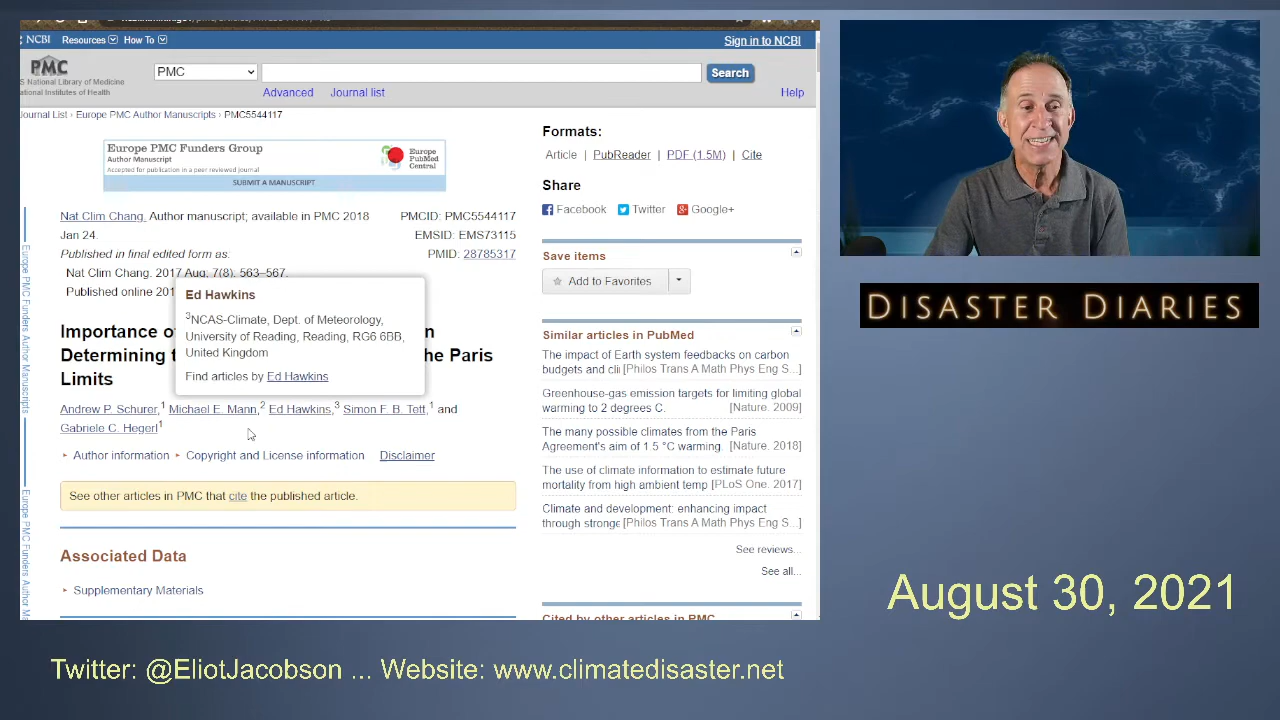 NCBI Resources How To Sign in to NCBI
PMC
S National Library of Medicine
ational Institutes of Health
PMC
Search
Advanced Journal list
Help
Journal List › Europe PMC Author Manuscripts › PMC5544117
Europe PMC Funders Group
Author Manuscript
Accepted for publication in a peer reviewed journal
Europe
PubMed
Central
SUBMIT A MANUSCRIPT
Nat Clim Chang. Author manuscript; available in PMC 2018
Jan 24.
Published in final edited form as:
Nat Clim Chang. 2017 Aug; 7(8): 563–567
Published online 201
PMCID: PMC5544117
EMSID: EMS73115
PMID: 28785317
Importance o
n
Determining
he Paris
Limits
Ed Hawkins
3NCAS-Climate, Dept. of Meteorology,
University of Reading, Reading, RG6 6BB,
United Kingdom
Find articles by Ed Hawkins
Andrew P. Schurer,1 Michael E. Mann,2 Ed Hawkins,3 Simon F. B. Tett,1 and
Gabriele C. Hegerl1
Author information Copyright and License information Disclaimer
See other articles in PMC that cite the published article.
Associated Data
Supplementary Materials
Europe PMC Funders Author Manuscripts
Europe PMC Funders Author Ma
Formats:
Article | PubReader | PDF (1.5M) | Cite
Share
Facebook Twitter Google+
Save items
Add to Favorites
Similar articles in PubMed
The impact of Earth system feedbacks on carbon
budgets and cli [Philos Trans A Math Phys Eng S...]
Greenhouse-gas emission targets for limiting global
warming to 2 degrees C. [Nature. 2009]
The many possible climates from the Paris
Agreement's aim of 1.5 °C warming. [Nature. 2018]
The use of climate information to estimate future
mortality from high ambient temp [PLoS One. 2017]
Climate and development: enhancing impact
through stronge [Philos Trans A Math Phys Eng S...]
See reviews...
See all...
Cited by other articles in PMC
DISASTER DIARIES
August 30, 2021
Twitter: @EliotJacobson ... Website: www.climatedisaster.net